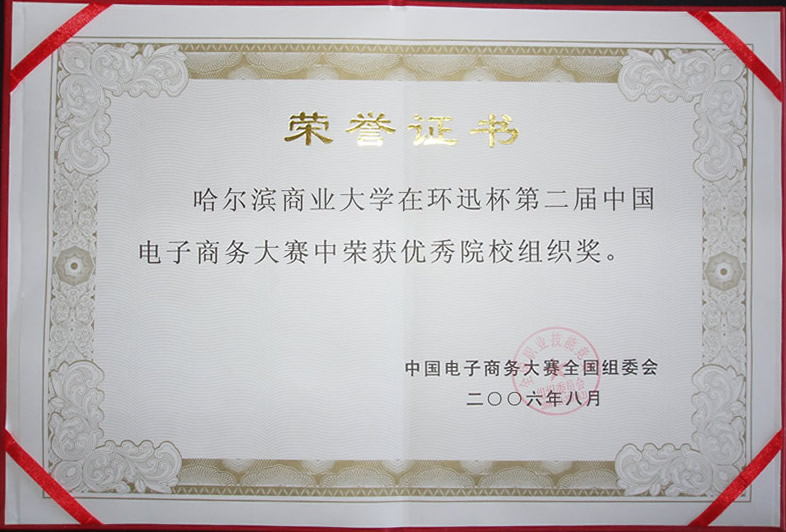 荣誉证书
哈尔滨商业大学在环迅杯第二届中国
电子商务大赛中荣获优秀院校组织奖。
中国电子商务大赛全国组委会
二〇〇六年八月